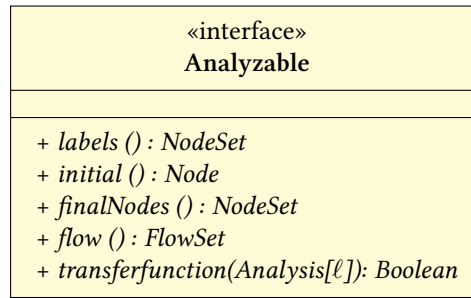 «interface»
Analyzable
+ labels () : NodeSet
+ initial () : Node
+ finalNodes () : NodeSet
+ flow () : FlowSet
+ transferfunction(Analysis[ℓ]): Boolean